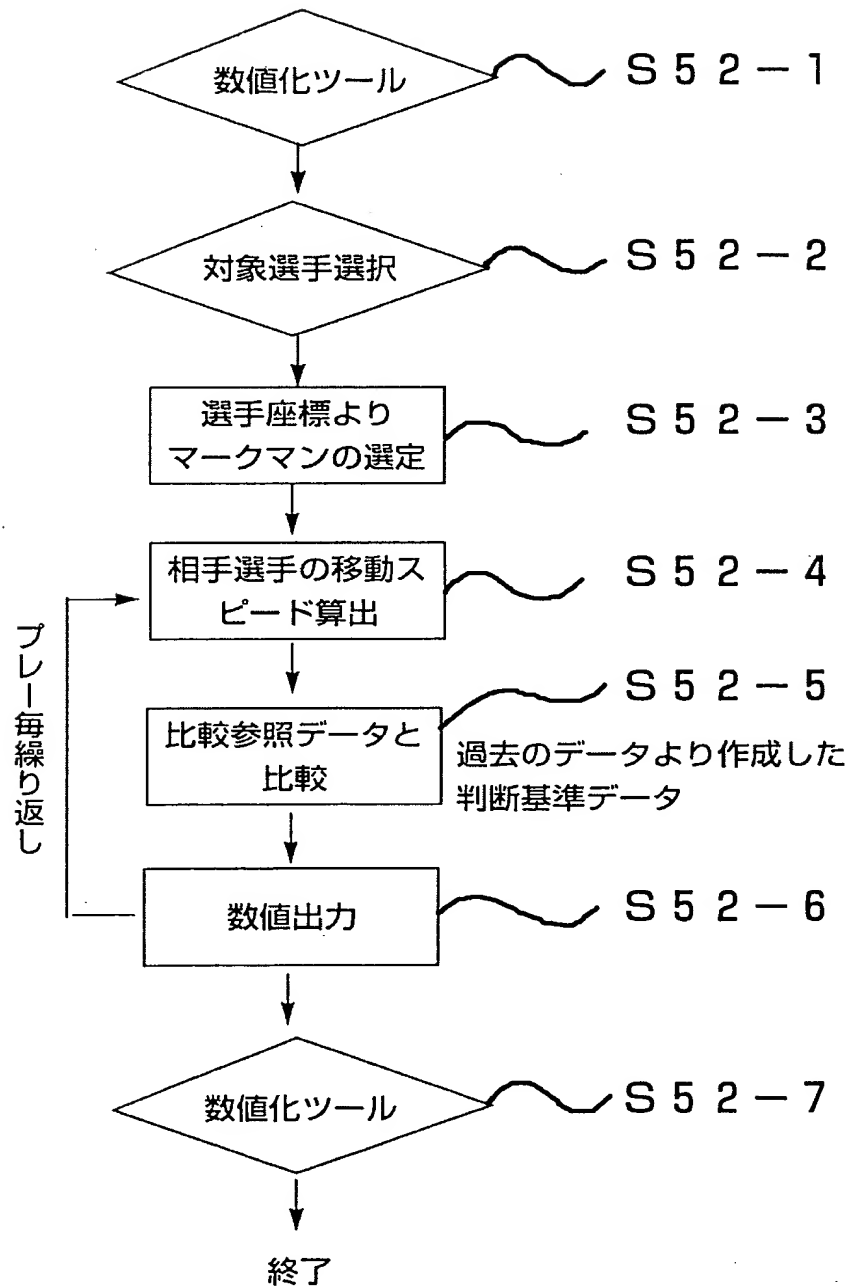 数値化ツール
S52-1
対象選手選択
S52-2
選手座標より
マークマンの選定
S52-3
相手選手の移動ス
ピード算出
S52-4
プレー毎繰り返し
比較参照データと
比較
S52-5
過去のデータより作成した
判断基準データ
数値出力
S52-6
数値化ツール
S52-7
終了